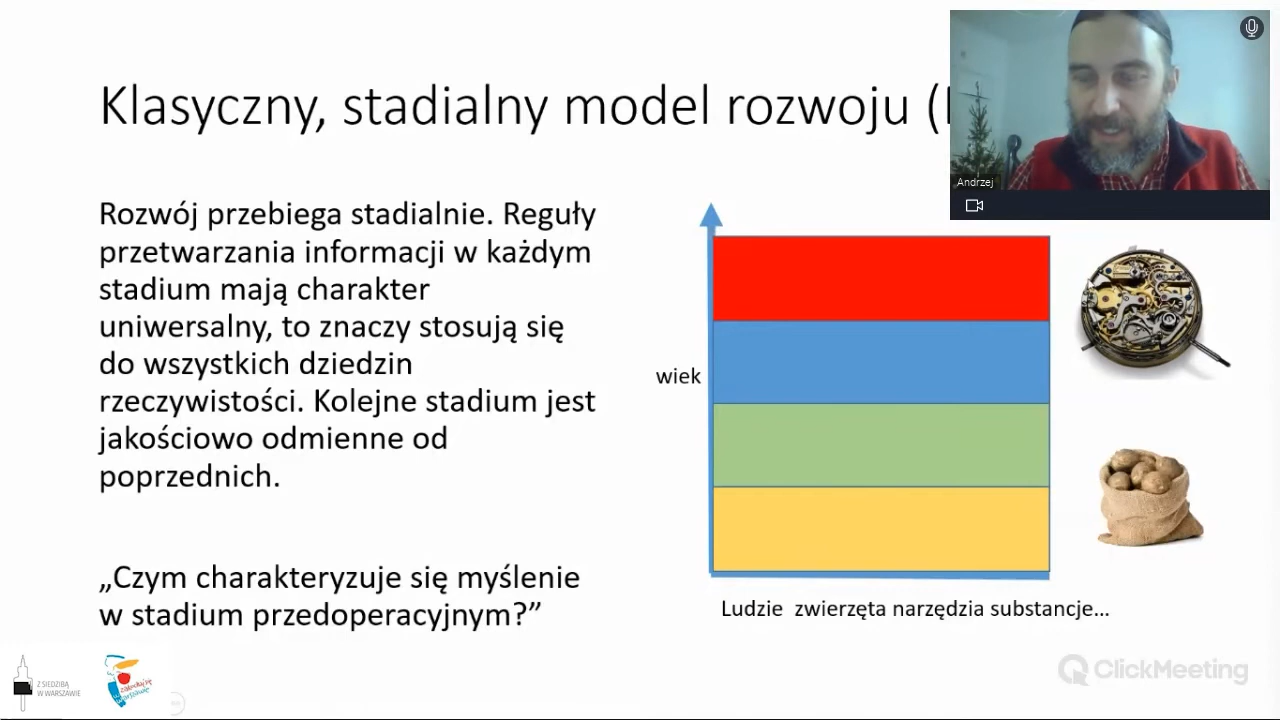 Klasyczny, stadialny model rozwoju (
Andrzej
Rozwój przebiega stadialnie. Reguły
przetwarzania informacji w każdym
stadium mają charakter
uniwersalny, to znaczy stosują się
do wszystkich dziedzin
rzeczywistości. Kolejne stadium jest
jakościowo odmienne od
poprzednich.
„Czym charakteryzuje się myślenie
w stadium przedoperacyjnym?”
wiek
Ludzie zwierzęta narzędzia substancje...
Z SIEDZIBĄ
W WARSZAWIE
ClickMeeting